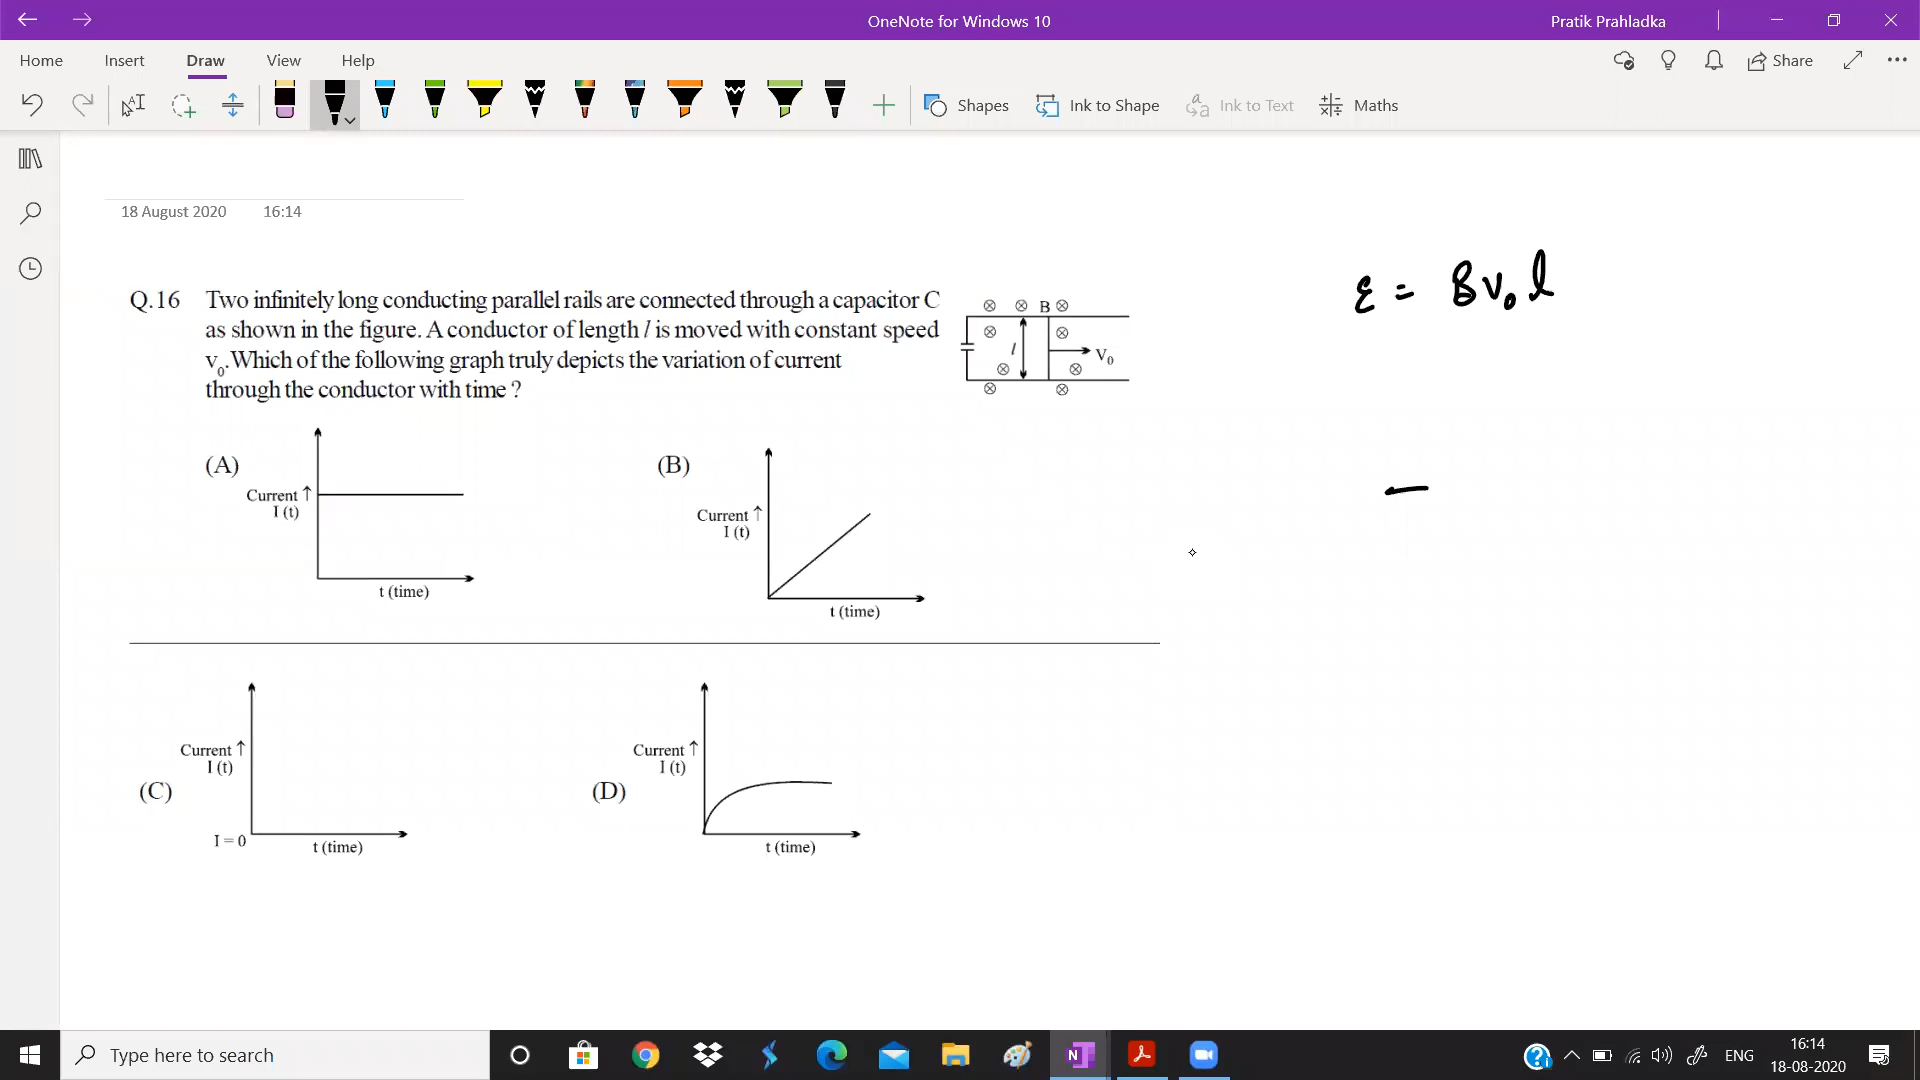 OneNote for Windows 10
Pratik Prahladka
Home Insert Draw View Help
Share
Shapes Ink to Shape Ink to Text Maths
18 August 2020 16:14
Q.16 Two infinitely long conducting parallel rails are connected through a capacitor C
as shown in the figure. A conductor of length l is moved with constant speed
v₀. Which of the following graph truly depicts the variation of current
through the conductor with time ?
B
l
V₀
ε = Bv₀l
(A)
Current ↑
I (t)
t (time)
(B)
Current ↑
I (t)
t (time)
(C)
Current ↑
I (t)
I = 0
t (time)
(D)
Current ↑
I (t)
t (time)
Type here to search
ENG
16:14
18-08-2020